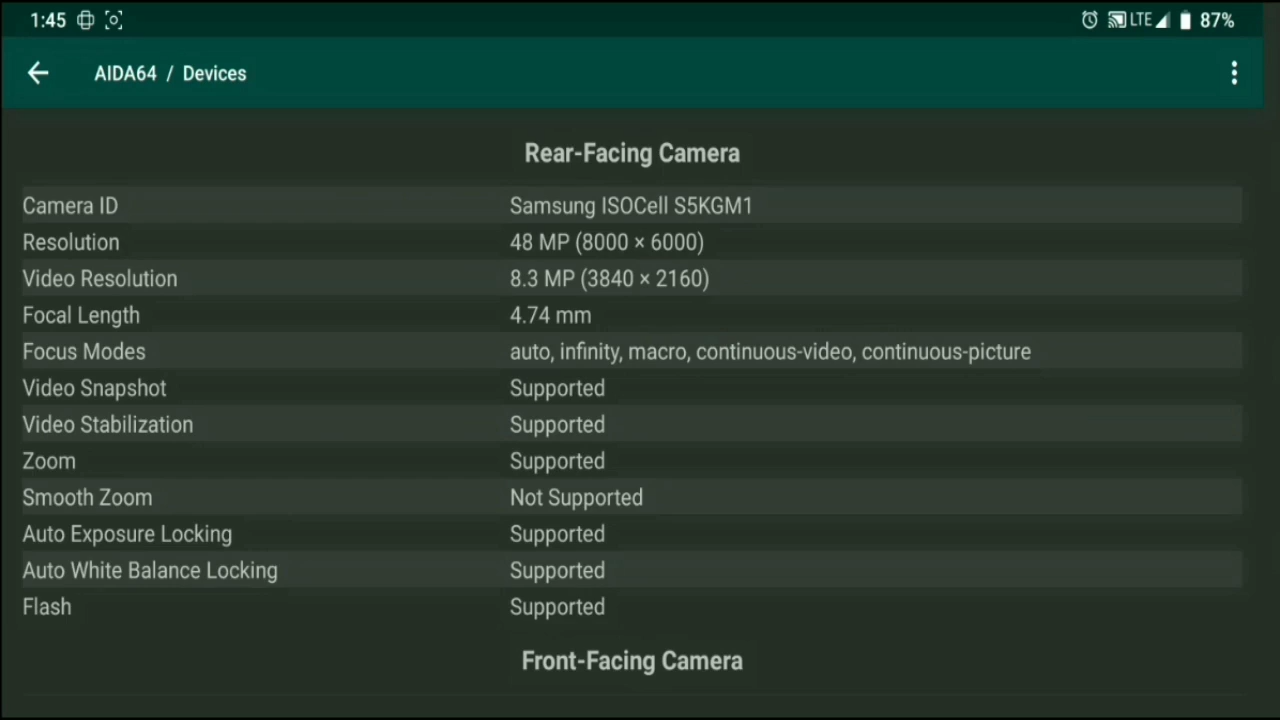 1:45 LTE 87%
AIDA64 / Devices
Rear-Facing Camera
Camera ID Samsung ISOCell S5KGM1
Resolution 48 MP (8000 × 6000)
Video Resolution 8.3 MP (3840 × 2160)
Focal Length 4.74 mm
Focus Modes auto, infinity, macro, continuous-video, continuous-picture
Video Snapshot Supported
Video Stabilization Supported
Zoom Supported
Smooth Zoom Not Supported
Auto Exposure Locking Supported
Auto White Balance Locking Supported
Flash Supported
Front-Facing Camera